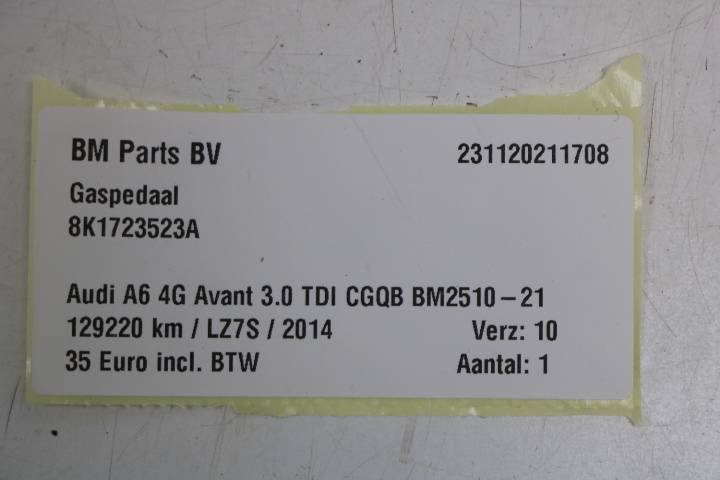 BM Parts BV 231120211708
Gaspedaal
8K1723523A
Audi A6 4G Avant 3.0 TDI CGQB BM2510-21
129220 km / LZ7S / 2014 Verz: 10
35 Euro incl. BTW Aantal: 1